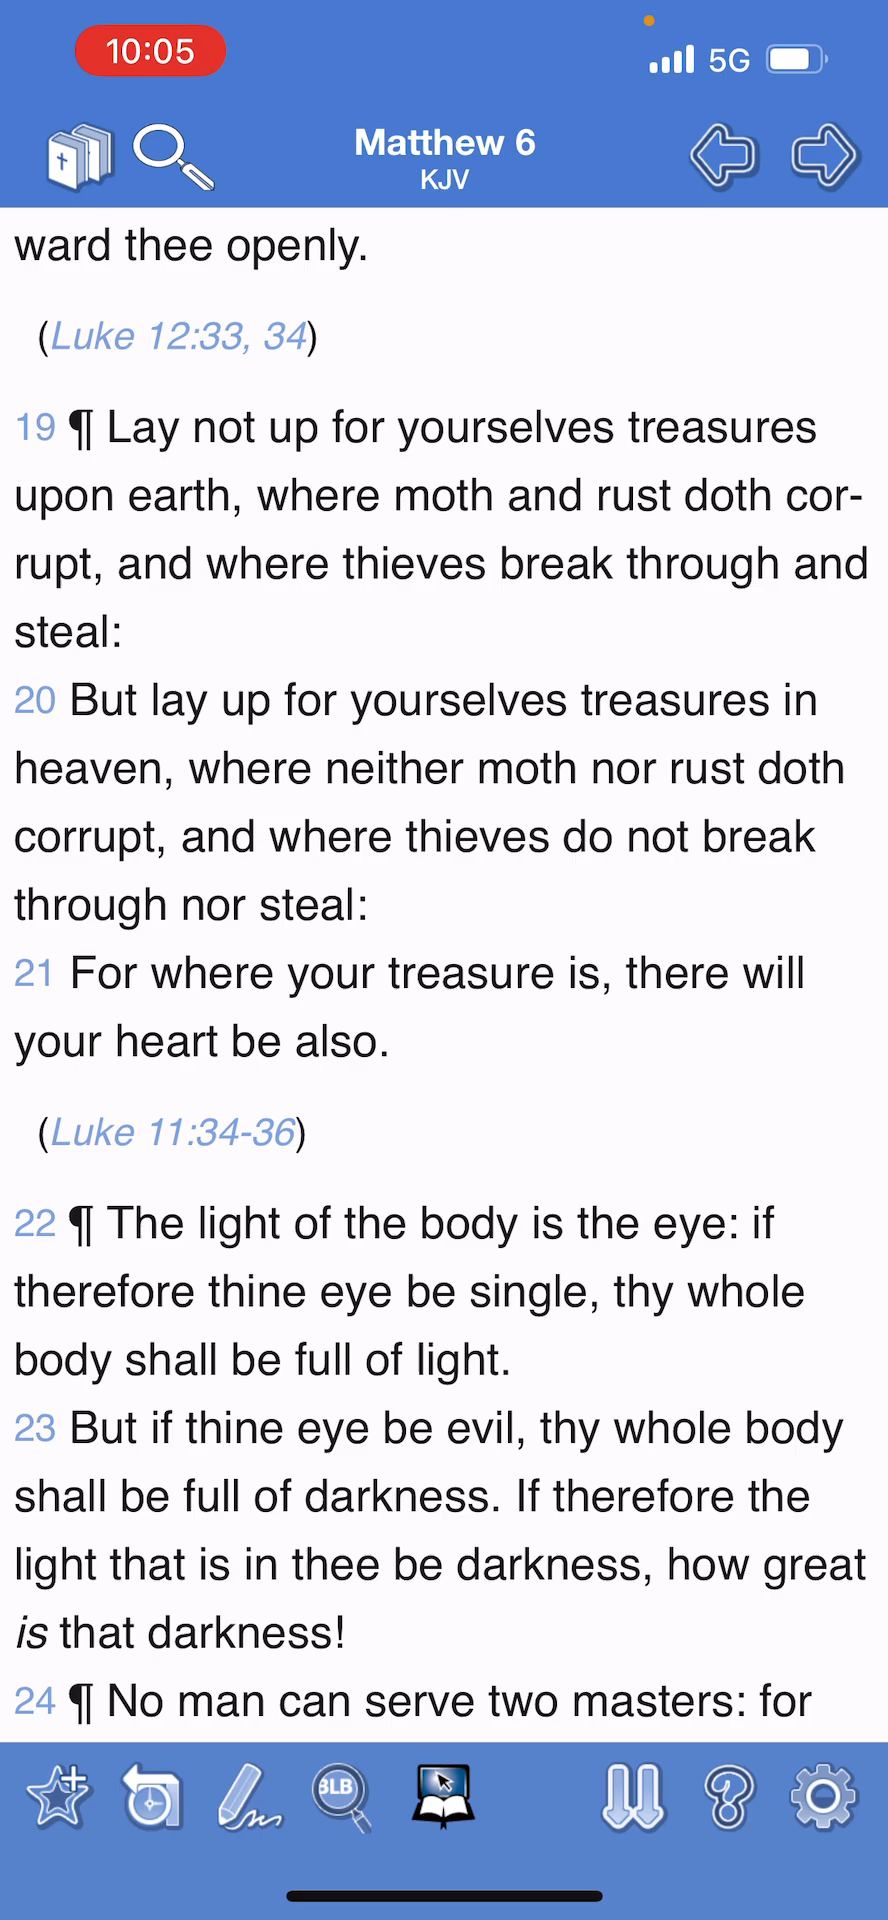 10:05
5G
Matthew 6
KJV
ward thee openly.
(Luke 12:33, 34)
19 ¶ Lay not up for yourselves treasures
upon earth, where moth and rust doth cor-
rupt, and where thieves break through and
steal:
20 But lay up for yourselves treasures in
heaven, where neither moth nor rust doth
corrupt, and where thieves do not break
through nor steal:
21 For where your treasure is, there will
your heart be also.
(Luke 11:34-36)
22 ¶ The light of the body is the eye: if
therefore thine eye be single, thy whole
body shall be full of light.
23 But if thine eye be evil, thy whole body
shall be full of darkness. If therefore the
light that is in thee be darkness, how great
is that darkness!
24 ¶ No man can serve two masters: for
BLB